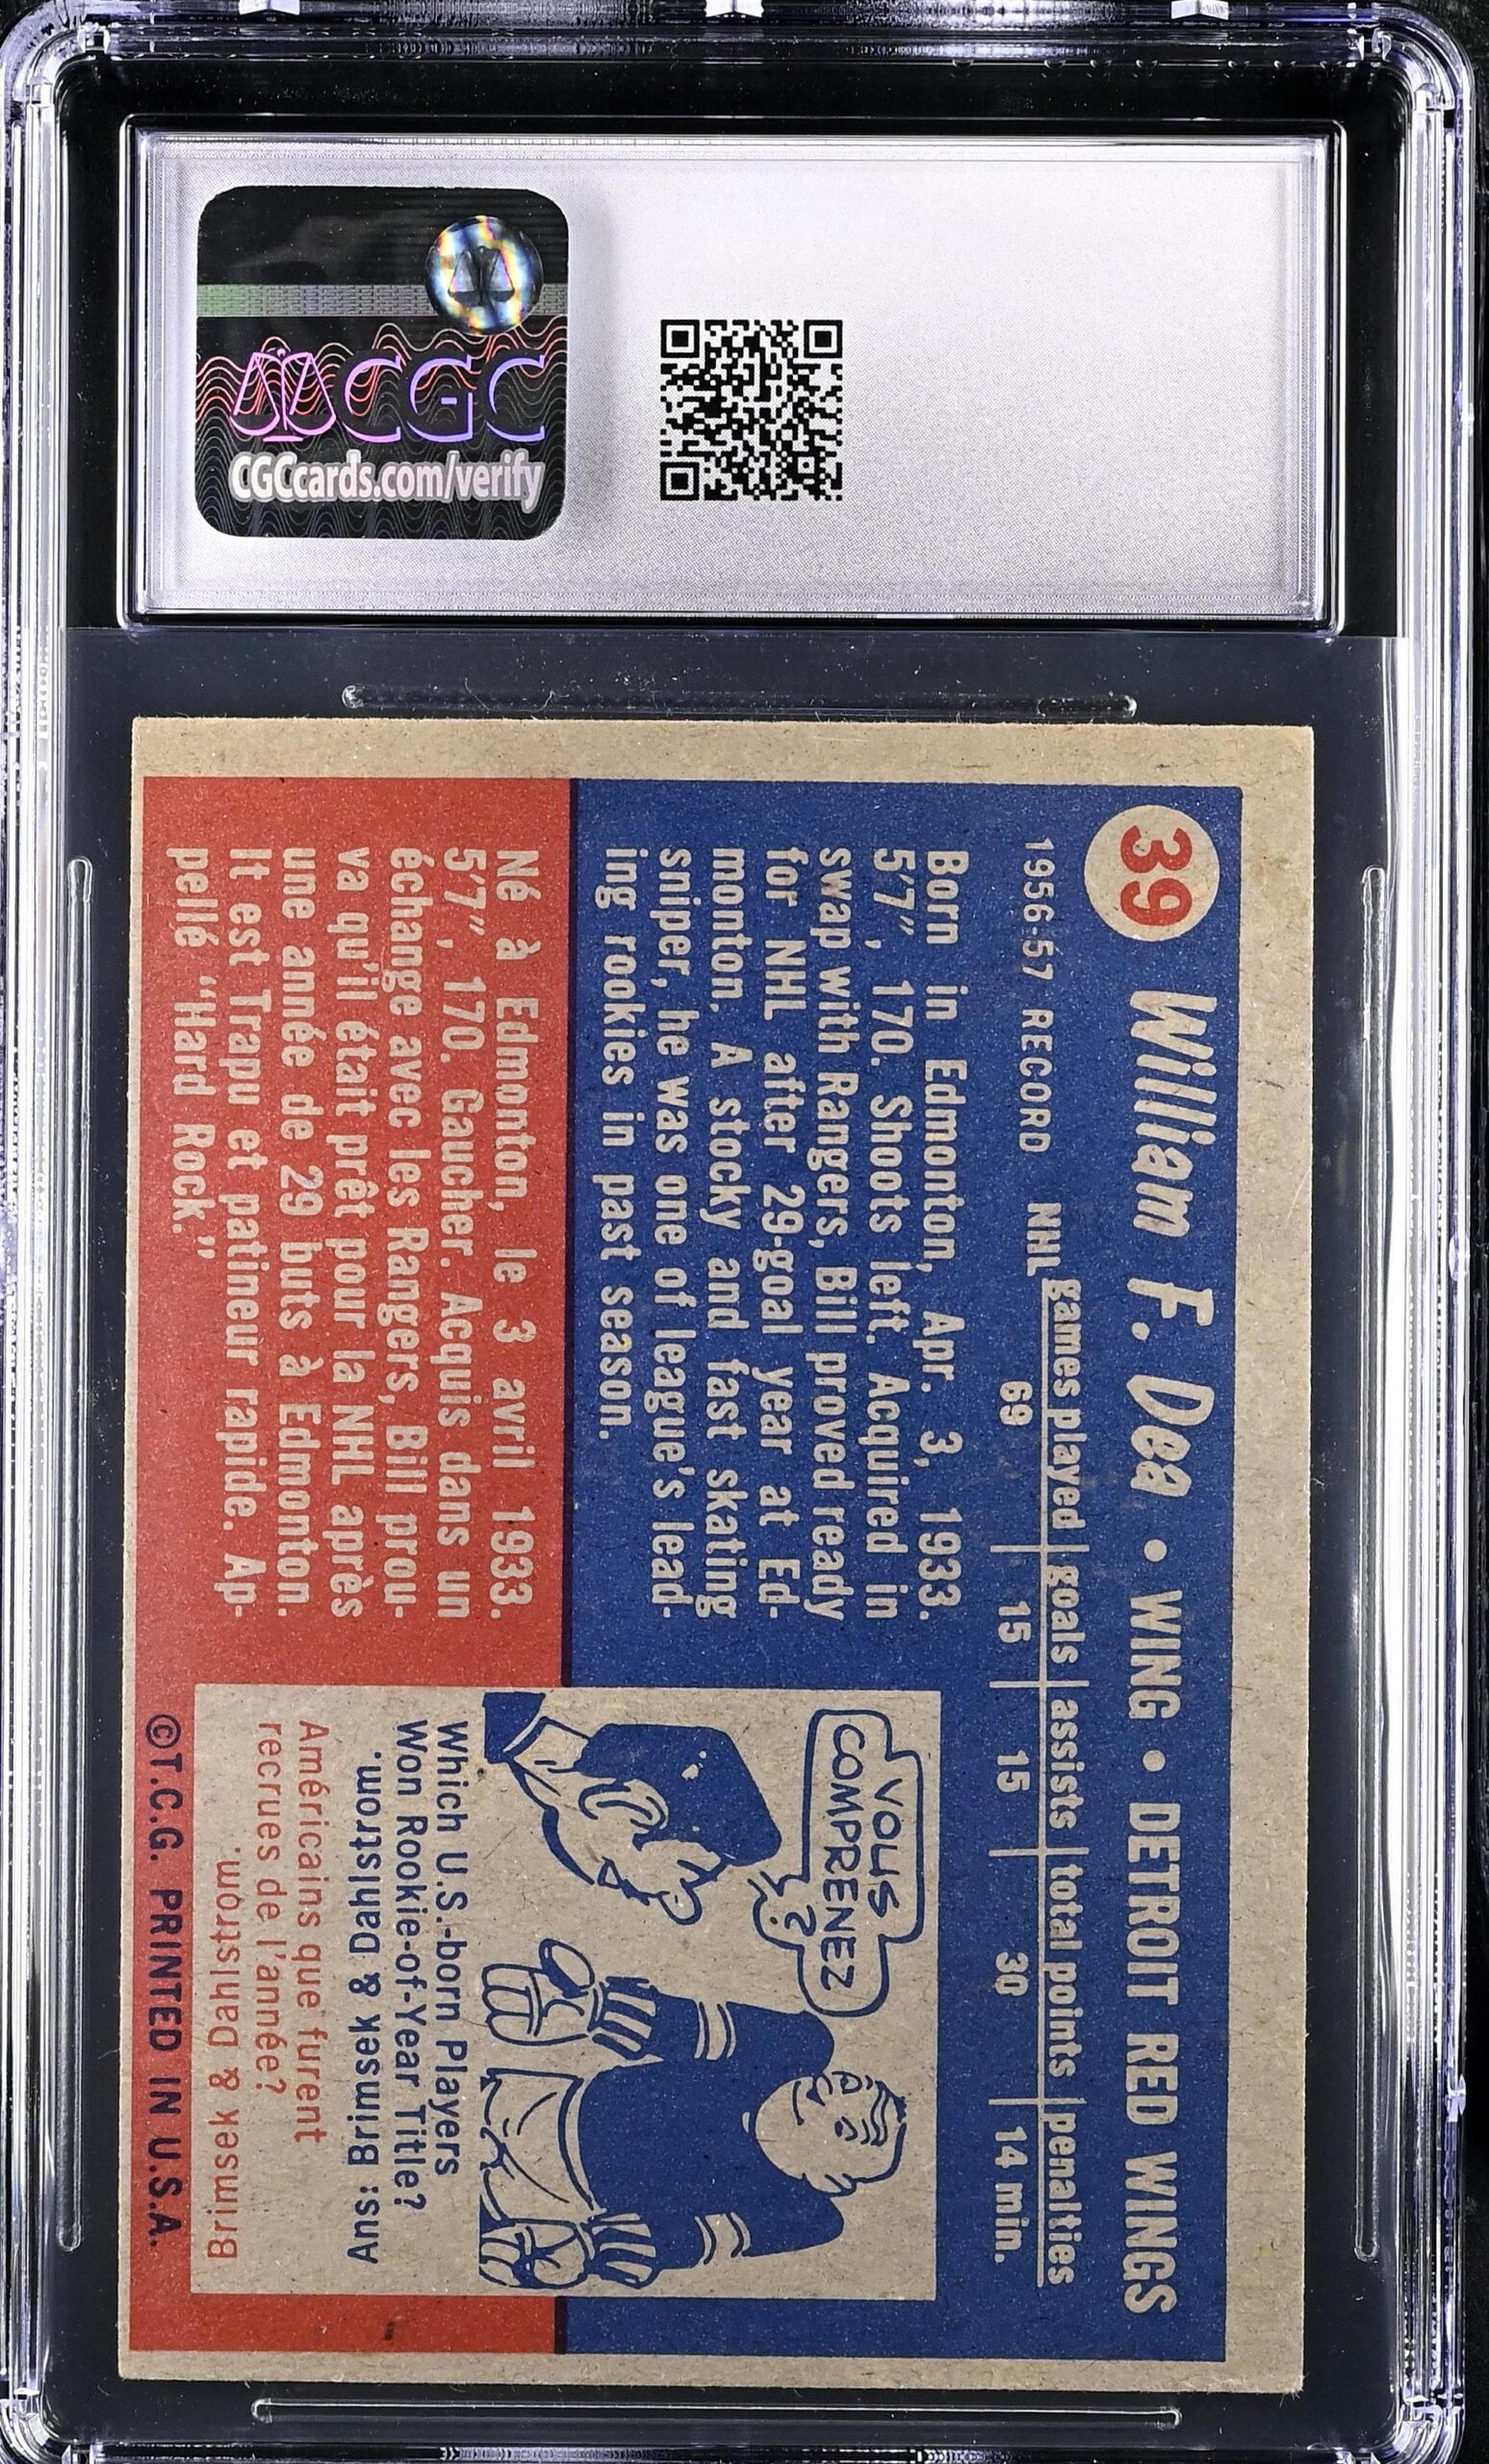 CGC
CGCcards.com/verify
39 William F. Dea • WING • DETROIT RED WINGS
games played goals assists total points penalties
1956-57 RECORD NHL 69 15 15 30 14 min.
Born in Edmonton, Apr. 3, 1933.
5'7", 170. Shoots left. Acquired in
swap with Rangers, Bill proved ready
for NHL after 29-goal year at Ed-
monton. A stocky and fast skating
sniper, he was one of league's lead-
ing rookies in past season.
Né à Edmonton, le 3 avril 1933.
5'7", 170. Gaucher. Acquis dans un
échange avec les Rangers, Bill prou-
va qu'il était prêt pour la NHL après
une année de 29 buts à Edmonton.
It est Trapu et patineur rapide. Ap-
pellé "Hard Rock."
VOUS
COMPRENEZ
?
Which U.S.-born Players
Won Rookie-of-Year Title?
Ans: Brimsek & Dahlstrom.
Américains que furent
recrues de l'année?
Brimsek & Dahlstrom.
©T.C.G. PRINTED IN U.S.A.